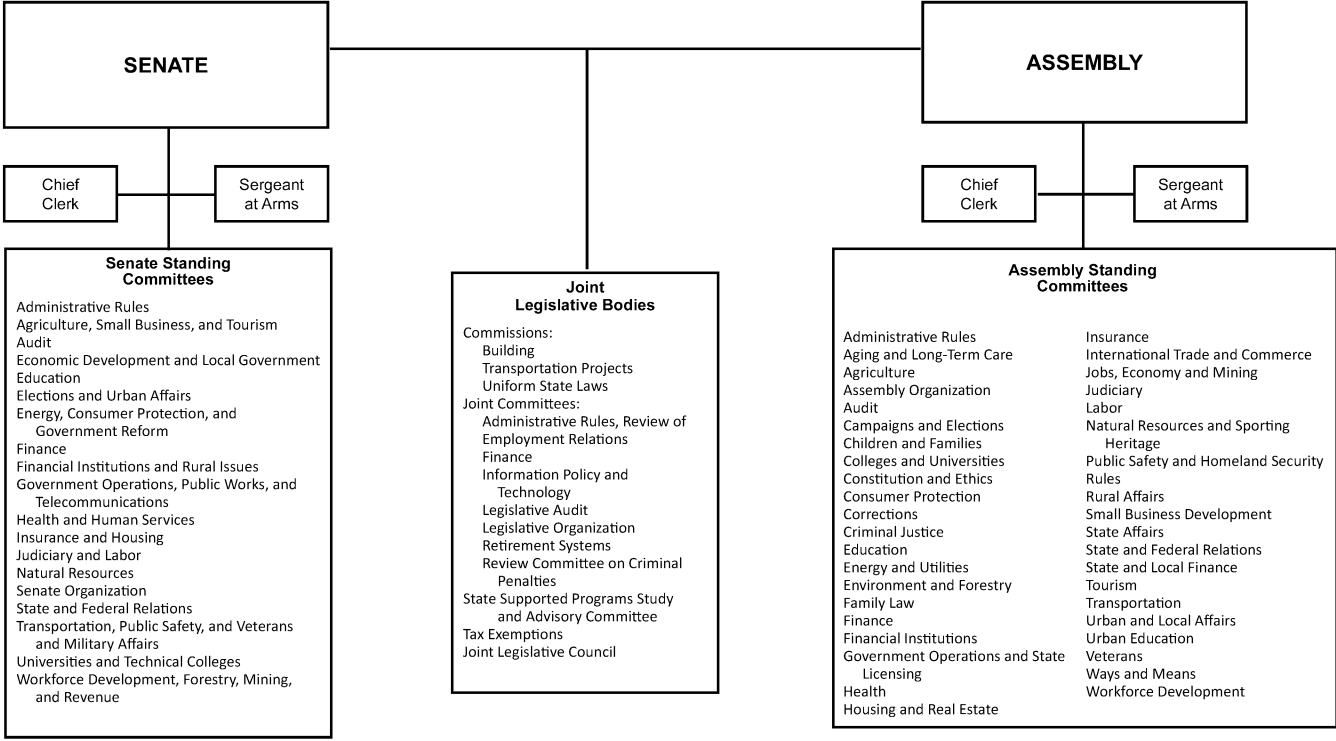 SENATE
ASSEMBLY
Chief
Clerk
Sergeant
at Arms
Chief
Clerk
Sergeant
at Arms
Senate Standing
Committees
Administrative Rules
Agriculture, Small Business, and Tourism
Audit
Economic Development and Local Government
Education
Elections and Urban Affairs
Energy, Consumer Protection, and
Government Reform
Finance
Financial Institutions and Rural Issues
Government Operations, Public Works, and
Telecommunications
Health and Human Services
Insurance and Housing
Judiciary and Labor
Natural Resources
Senate Organization
State and Federal Relations
Transportation, Public Safety, and Veterans
and Military Affairs
Universities and Technical Colleges
Workforce Development, Forestry, Mining,
and Revenue
Joint
Legislative Bodies
Commissions:
Building
Transportation Projects
Uniform State Laws
Joint Committees:
Administrative Rules, Review of
Employment Relations
Finance
Information Policy and
Technology
Legislative Audit
Legislative Organization
Retirement Systems
Review Committee on Criminal
Penalties
State Supported Programs Study
and Advisory Committee
Tax Exemptions
Joint Legislative Council
Assembly Standing
Committees
Administrative Rules
Aging and Long-Term Care
Agriculture
Assembly Organization
Audit
Campaigns and Elections
Children and Families
Colleges and Universities
Constitution and Ethics
Consumer Protection
Corrections
Criminal Justice
Education
Energy and Utilities
Environment and Forestry
Family Law
Finance
Financial Institutions
Government Operations and State
Licensing
Health
Housing and Real Estate
Insurance
International Trade and Commerce
Jobs, Economy and Mining
Judiciary
Labor
Natural Resources and Sporting
Heritage
Public Safety and Homeland Security
Rules
Rural Affairs
Small Business Development
State Affairs
State and Federal Relations
State and Local Finance
Tourism
Transportation
Urban and Local Affairs
Urban Education
Veterans
Ways and Means
Workforce Development